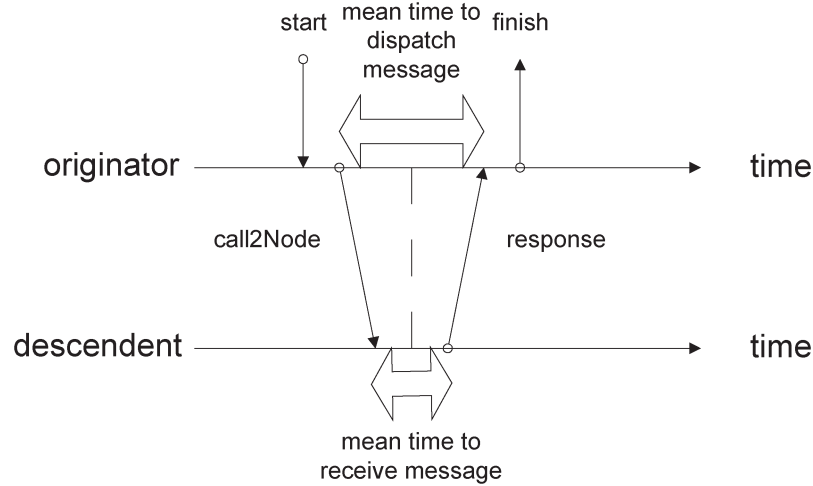 start
mean time to
dispatch
message
finish
originator
time
call2Node
response
descendent
time
mean time to
receive message